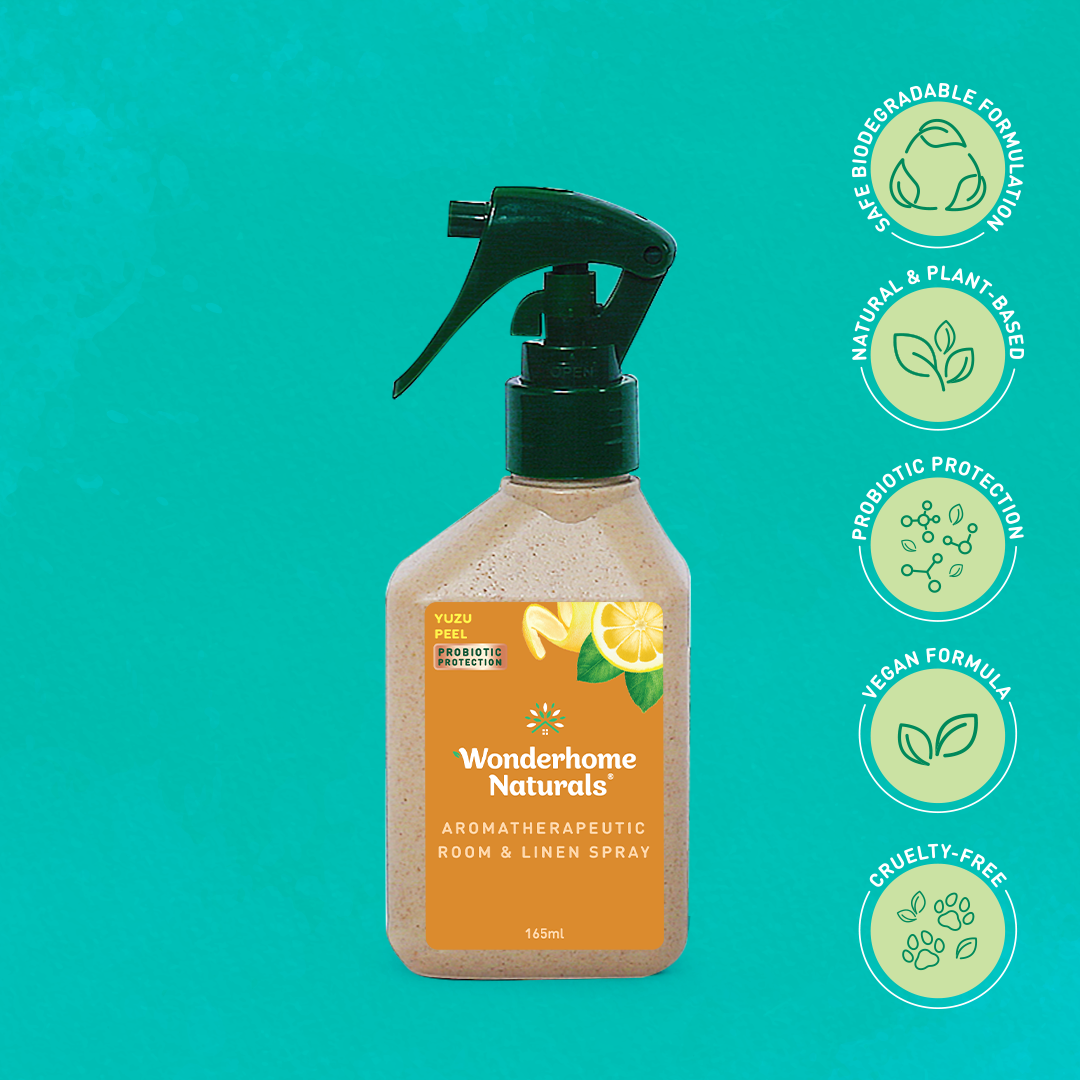 SAFE BIODEGRADABLE FORMULATION
NATURAL & PLANT-BASED
OPEN
PROBIOTIC PROTECTION
YUZU
PEEL
PROBIOTIC
PROTECTION
VEGAN FORMULA
Wonderhome
Naturals®
AROMATHERAPEUTIC
ROOM & LINEN SPRAY
CRUELTY-FREE
165ml